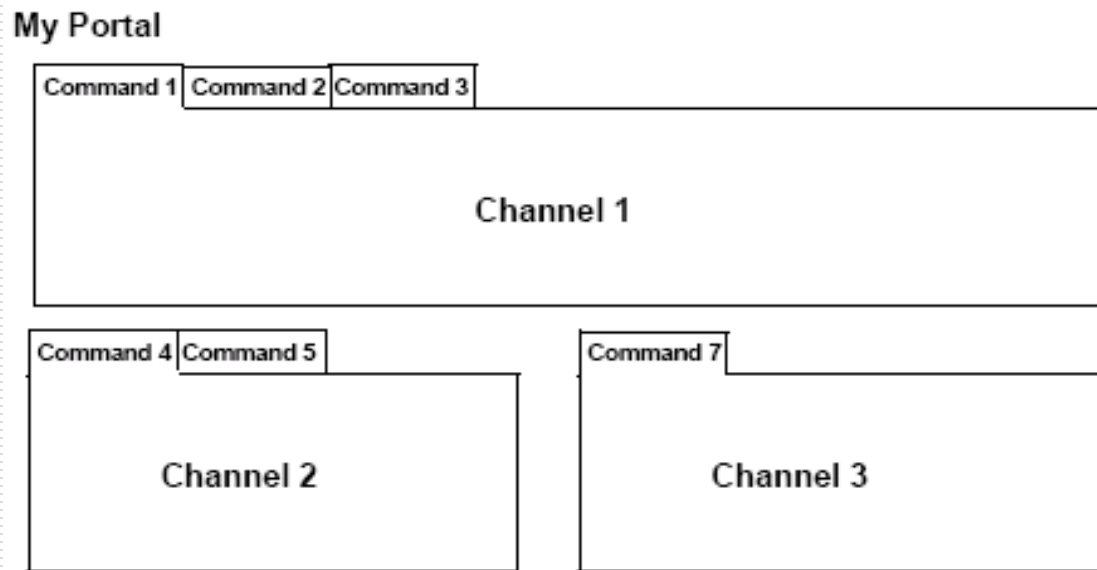 My Portal
Command 1 Command 2 Command 3
Channel 1
Command 4 Command 5
Command 7
Channel 2
Channel 3